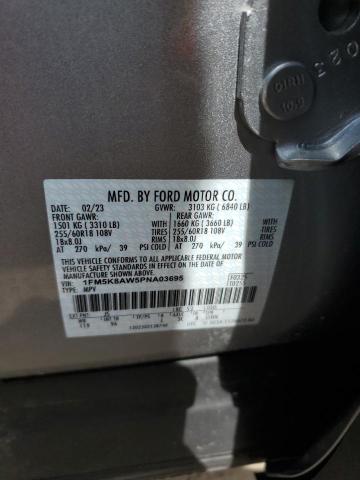 MFD. BY FORD MOTOR CO.
DATE: 02/23 GVWR: 3103 KG ( 6840 LB)
FRONT GAWR: REAR GAWR:
1501 KG ( 3310 LB) 1660 KG ( 3660 LB)
255/60R18 108V 255/60R18 108V
18x8.0J 18x8.0J
AT 270 kPa/ 39 PSI COLD AT 270 kPa/ 39 PSI COLD
THIS VEHICLE CONFORMS TO ALL APPLICABLE FEDERAL MOTOR
VEHICLE SAFETY AND THEFT PREVENTION STANDARDS IN EFFECT ON
THE DATE OF MANUFACTURE SHOWN ABOVE.
VIN: 1FM5K8AW5PNA03695
TYPE: MPV